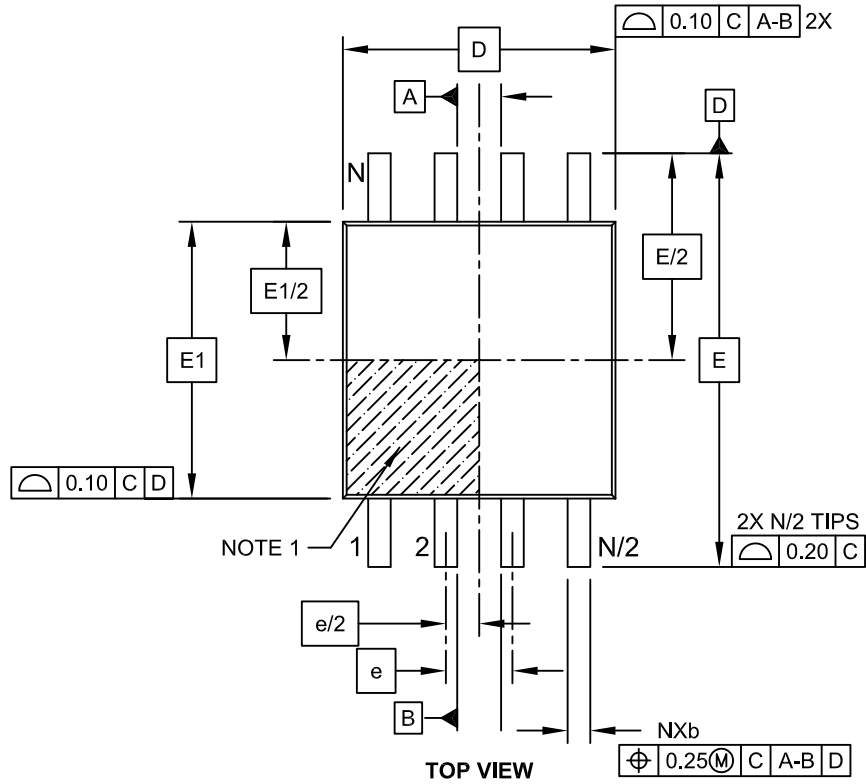 0.10 C A-B 2X
D
A
D
N
E1/2
E/2
E1
E
0.10 C D
NOTE 1
1
2
N/2
2X N/2 TIPS
0.20 C
e/2
e
B
NXb
0.25Ⓜ C A-B D
TOP VIEW